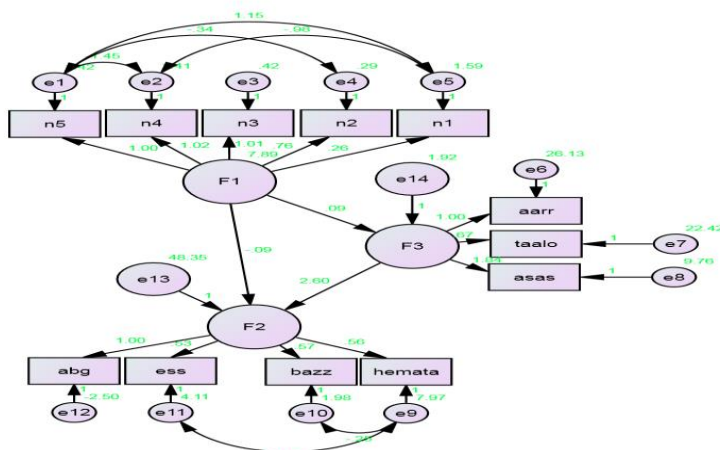 1.15
-.34 -.98
1.45
e1 e2 e3 .42 e4 .29 e5 1.59
1 1 1 1 1
n5 n4 n3 n2 n1
1.00 1.02 1.01 .76 .26
7.89
F1
1.92
e14
1
26.13
e6
1
aarr
.09
1.00
F3
.67
taalo
1
22.42
e7
asas
1
9.76
e8
-.09
2.60
48.35
e13
1
F2
1.00 .53 .57 .56
abg ess bazz hemata
1 1 1 1
-2.50 4.11 1.98 7.97
e12 e11 e10 e9